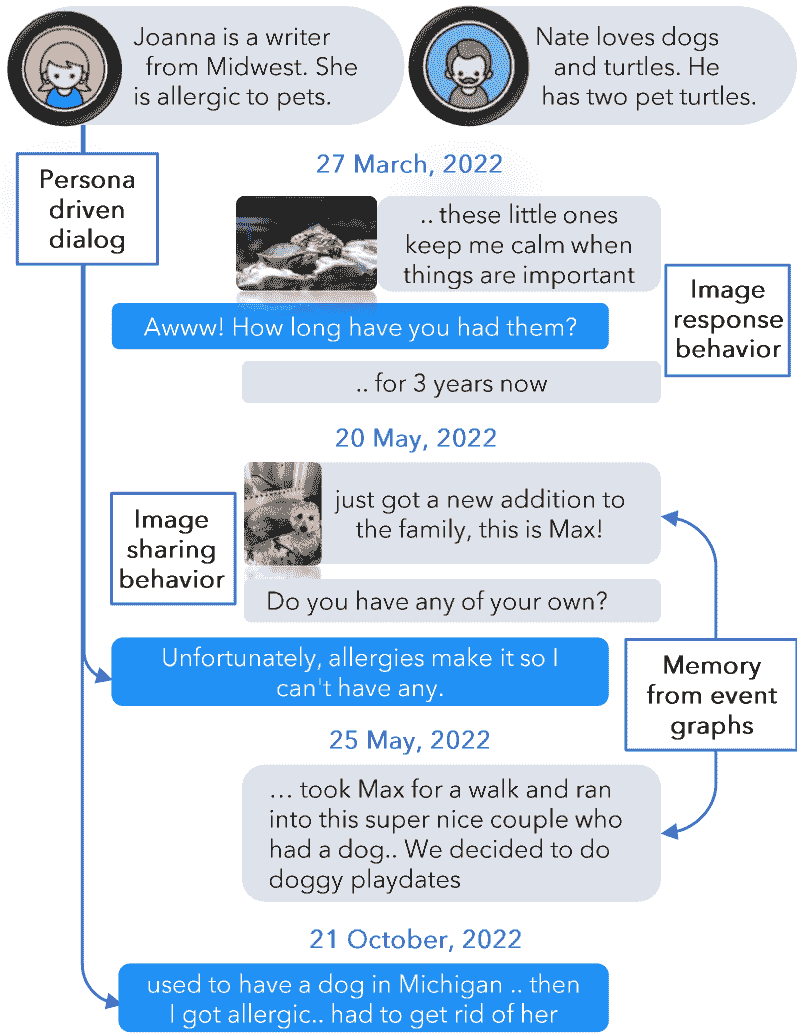 Joanna is a writer
from Midwest. She
is allergic to pets.
Nate loves dogs
and turtles. He
has two pet turtles.
Persona
driven
dialog
27 March, 2022
.. these little ones
keep me calm when
things are important
Image
response
behavior
Awww! How long have you had them?
.. for 3 years now
20 May, 2022
just got a new addition to
the family, this is Max!
Image
sharing
behavior
Do you have any of your own?
Unfortunately, allergies make it so I
can't have any.
Memory
from event
graphs
25 May, 2022
... took Max for a walk and ran
into this super nice couple who
had a dog.. We decided to do
doggy playdates
21 October, 2022
used to have a dog in Michigan .. then
I got allergic.. had to get rid of her